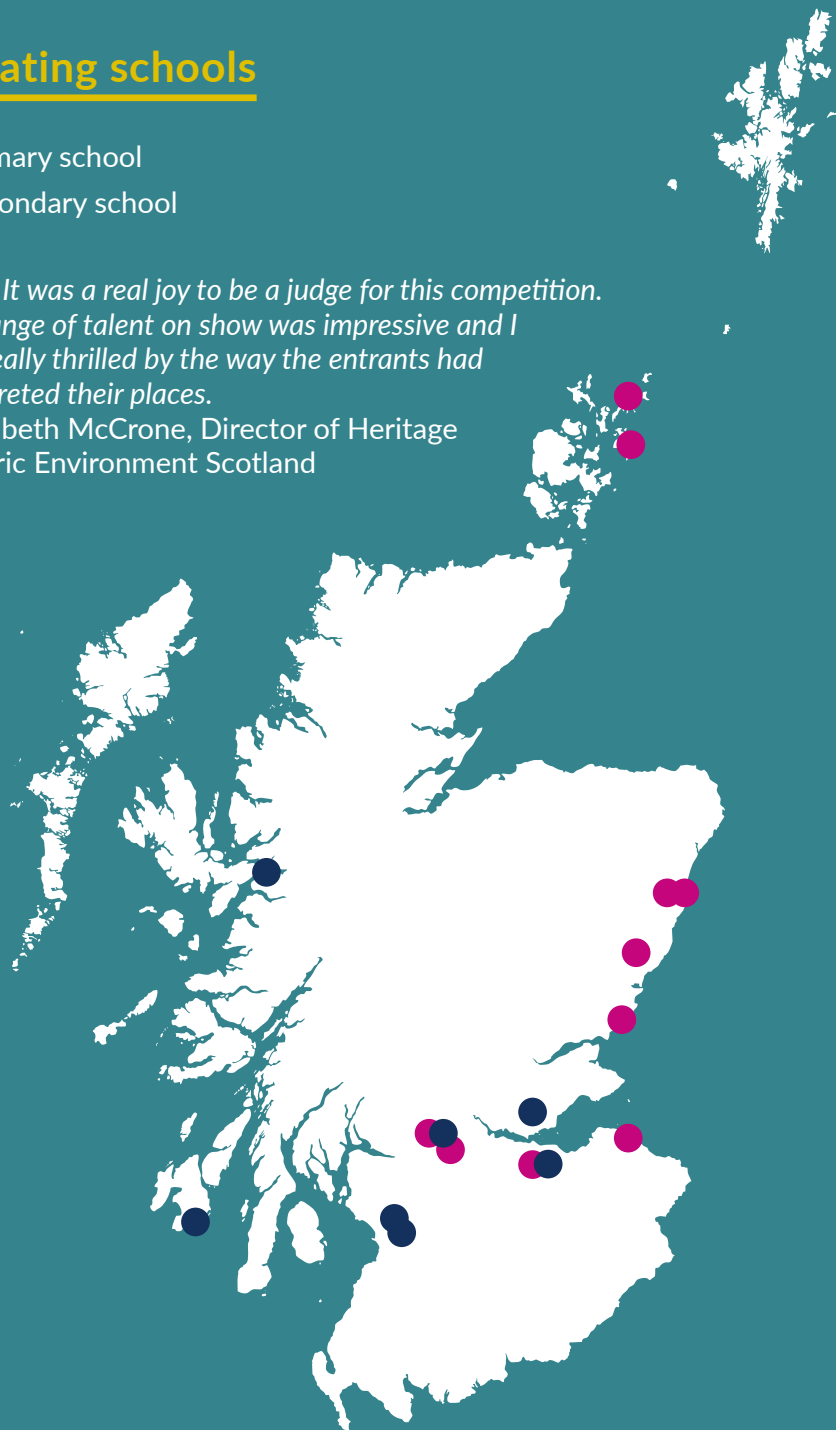 ating schools
mary school
ondary school
It was a real joy to be a judge for this competition.
nge of talent on show was impressive and I
eally thrilled by the way the entrants had
reted their places.
beth McCrone, Director of Heritage
ric Environment Scotland